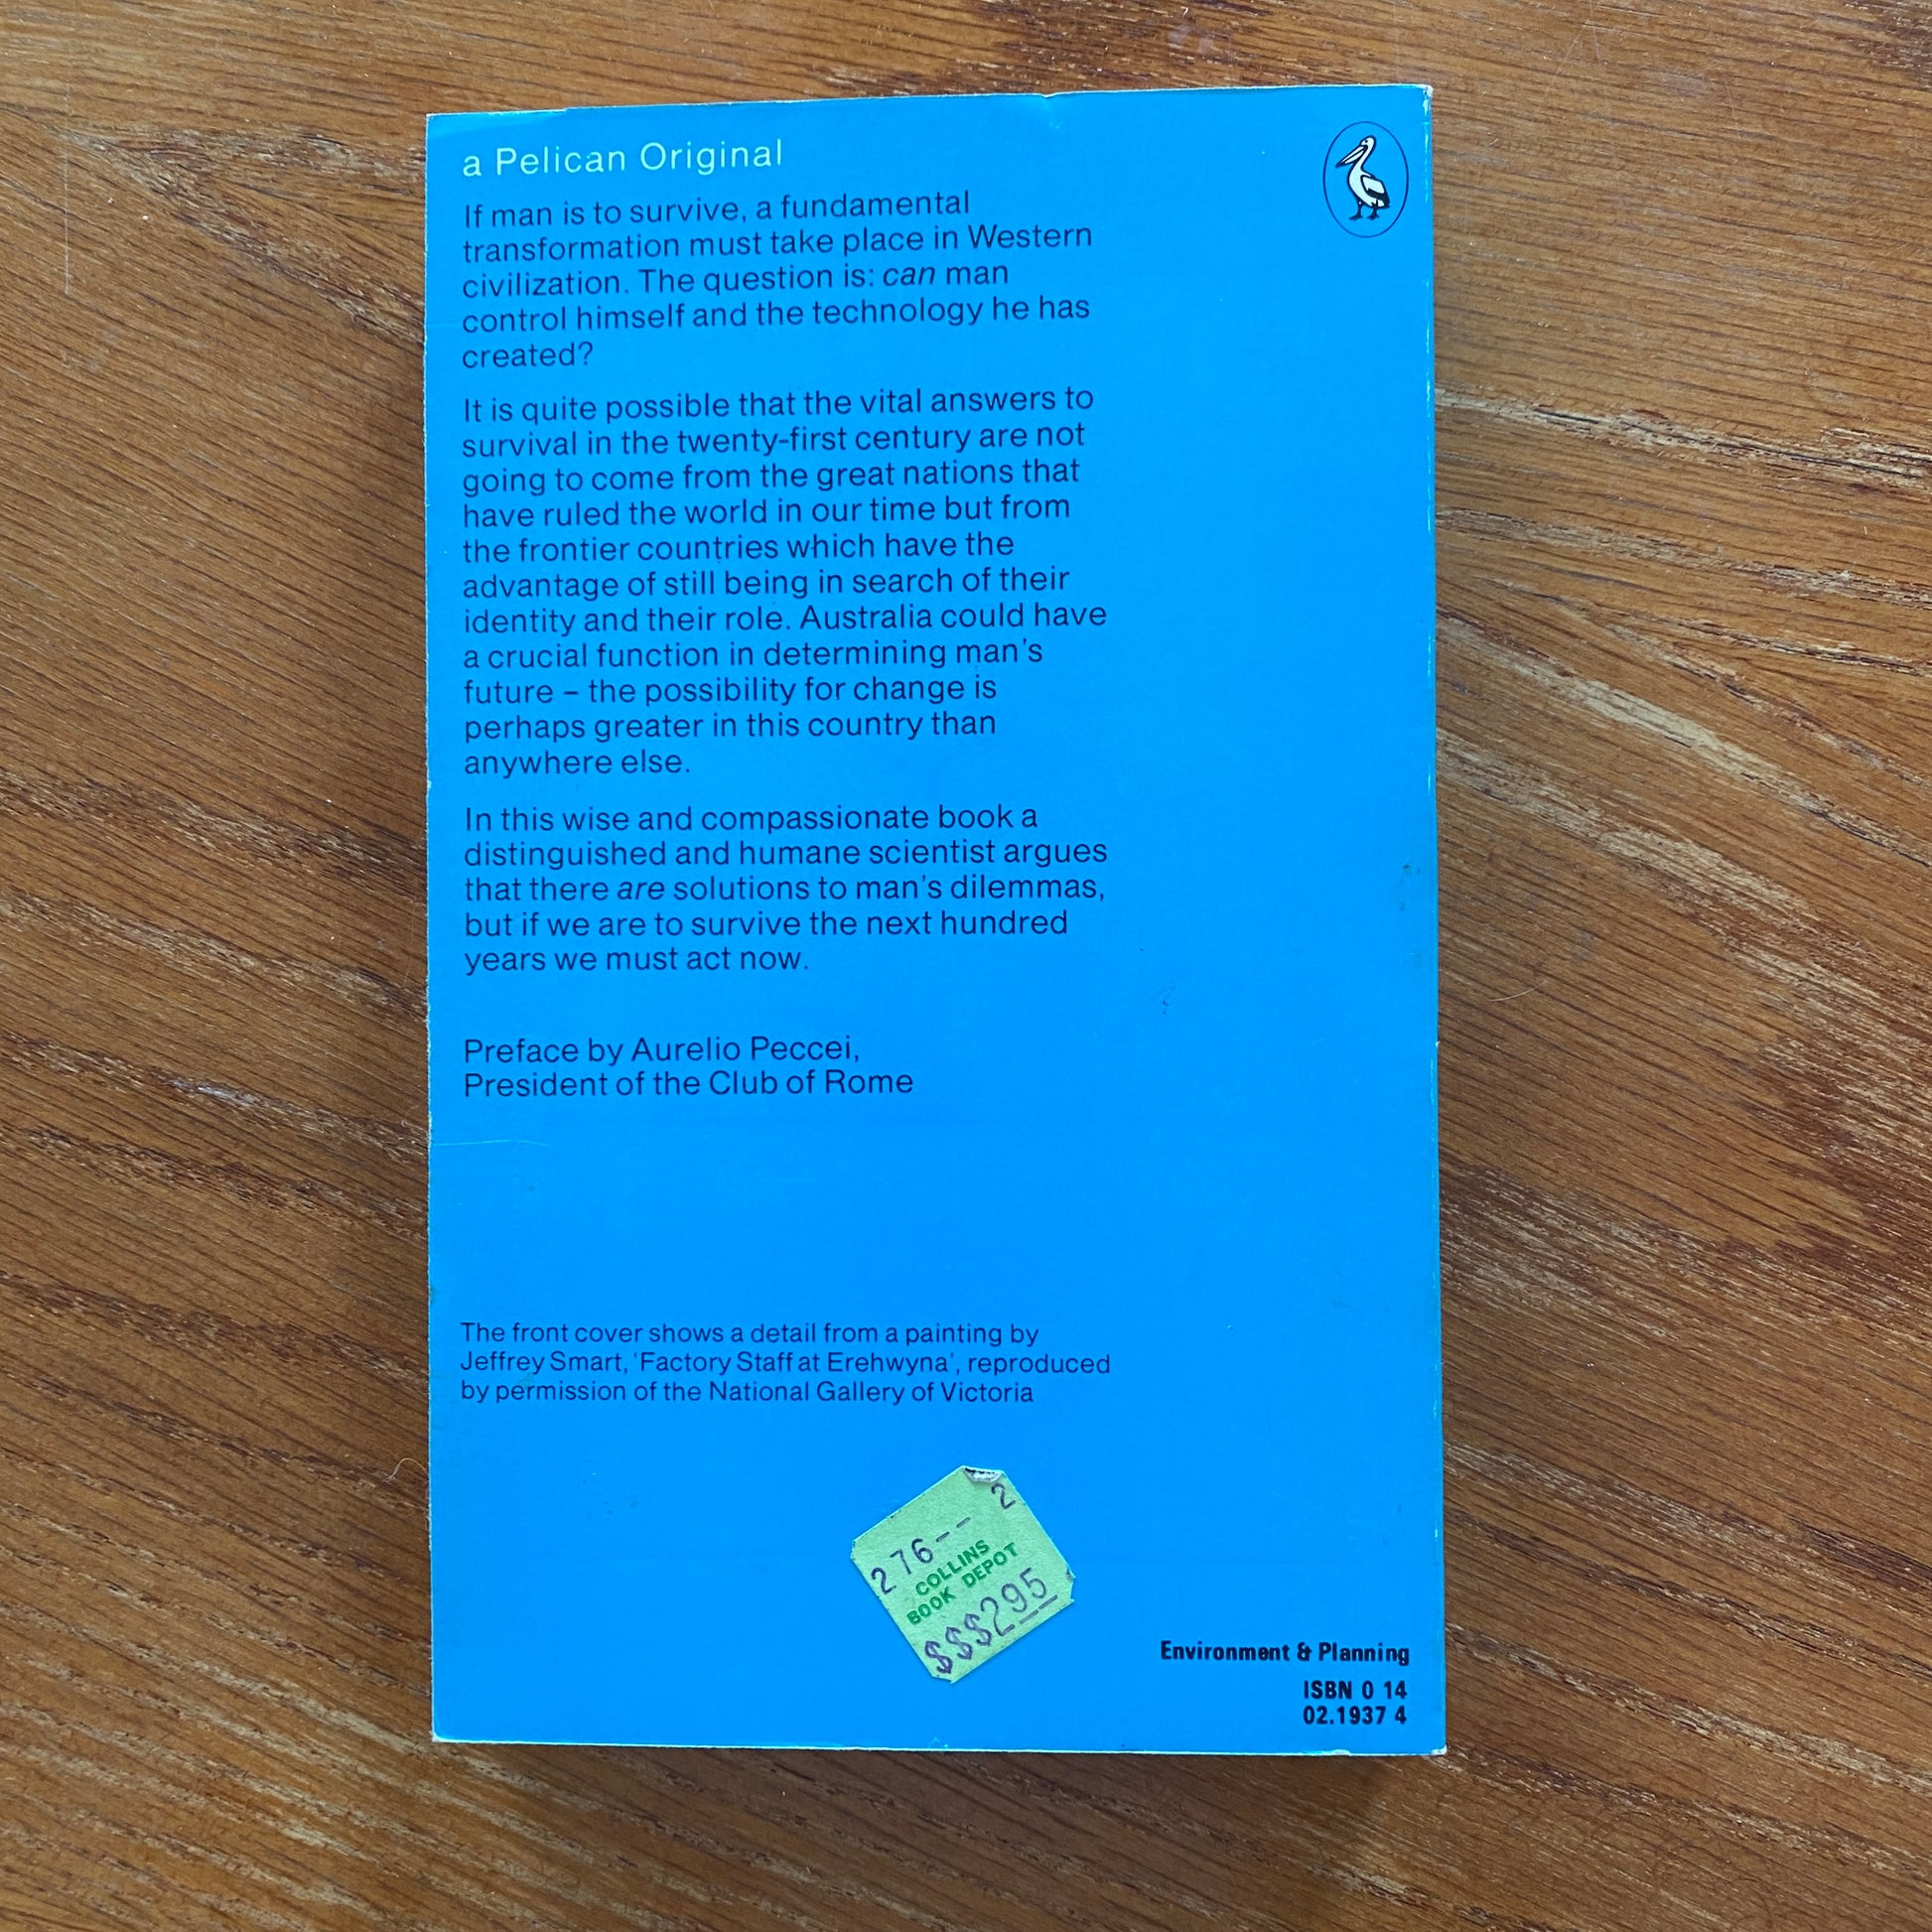 a Pelican Original
If man is to survive, a fundamental
transformation must take place in Western
civilization. The question is: can man
control himself and the technology he has
created?
It is quite possible that the vital answers to
survival in the twenty-first century are not
going to come from the great nations that
have ruled the world in our time but from
the frontier countries which have the
advantage of still being in search of their
identity and their role. Australia could have
a crucial function in determining man's
future – the possibility for change is
perhaps greater in this country than
anywhere else.
In this wise and compassionate book a
distinguished and humane scientist argues
that there are solutions to man's dilemmas,
but if we are to survive the next hundred
years we must act now.
Preface by Aurelio Peccei,
President of the Club of Rome
The front cover shows a detail from a painting by
Jeffrey Smart, 'Factory Staff at Erehwyna', reproduced
by permission of the National Gallery of Victoria
276-- 2
COLLINS
BOOK DEPOT
$$$295
Environment & Planning
ISBN 0 14
02.1937 4